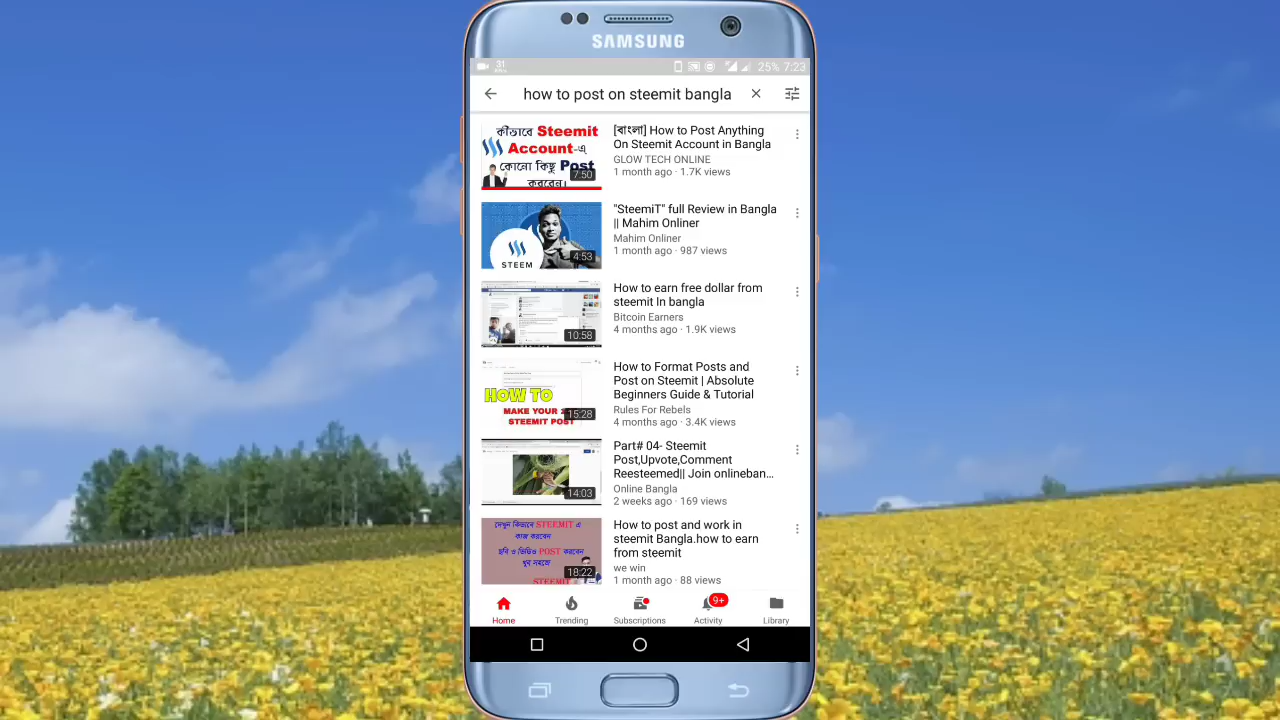 SAMSUNG
31
25% 7:23
how to post on steemit bangla
কীভাবে Steemit
Account-এ
কোনো কিছু Post
করবেন।
7:50
[বাংলা] How to Post Anything
On Steemit Account in Bangla
GLOW TECH ONLINE
1 month ago · 1.7K views
STEEM
4:53
"SteemiT" full Review in Bangla
|| Mahim Onliner
Mahim Onliner
1 month ago · 987 views
10:58
How to earn free dollar from
steemit In bangla
Bitcoin Earners
4 months ago · 1.9K views
HOW TO
MAKE YOUR
STEEMIT POST
15:28
How to Format Posts and
Post on Steemit | Absolute
Beginners Guide & Tutorial
Rules For Rebels
4 months ago · 3.4K views
14:03
Part# 04- Steemit
Post,Upvote,Comment
Reesteemed|| Join onlineban...
Online Bangla
2 weeks ago · 169 views
দেখুন কিভাবে STEEMIT এ
কাজ করবেন
ছবি ও ভিডিও POST করবেন
খুব সহজে
STEEMIT
18:22
How to post and work in
steemit Bangla.how to earn
from steemit
we win
1 month ago · 88 views
9+
Home
Trending
Subscriptions
Activity
Library